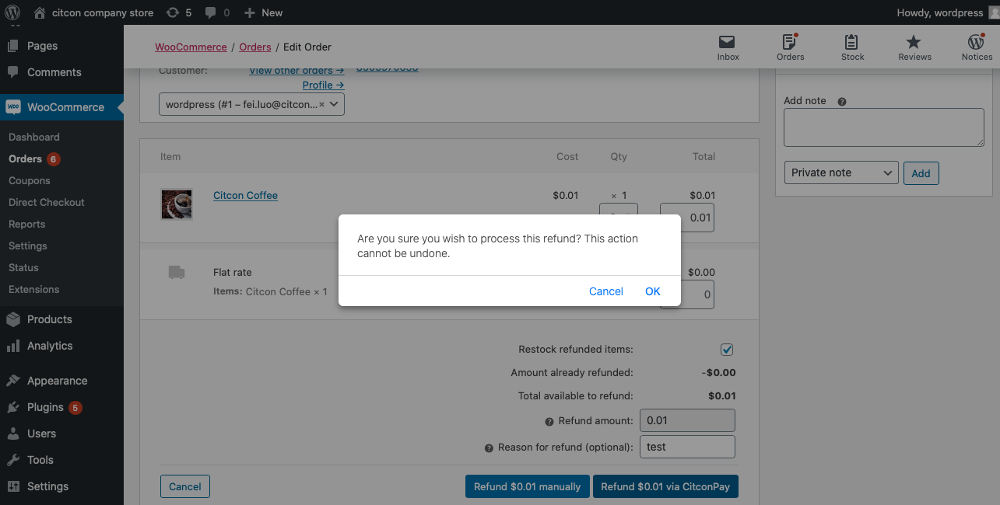 citcon company store
5
0
New
Howdy, wordpress
Pages
Comments
WooCommerce
Dashboard
Orders 6
Coupons
Direct Checkout
Reports
Settings
Status
Extensions
Products
Analytics
Appearance
Plugins 5
Users
Tools
Settings
WooCommerce / Orders / Edit Order
Inbox
Orders
Stock
Reviews
Notices
Customer:
View other orders →
Profile →
wordpress (#1 – fei.luo@citcon... ×
Add note
Private note
Add
Item
Cost
Qty
Total
Citcon Coffee
$0.01
× 1
$0.01
0.01
Are you sure you wish to process this refund? This action
cannot be undone.
Cancel
OK
Flat rate
$0.00
Items: Citcon Coffee × 1
0
Restock refunded items:
Amount already refunded:
-$0.00
Total available to refund:
$0.01
Refund amount:
0.01
Reason for refund (optional):
test
Cancel
Refund $0.01 manually
Refund $0.01 via CitconPay